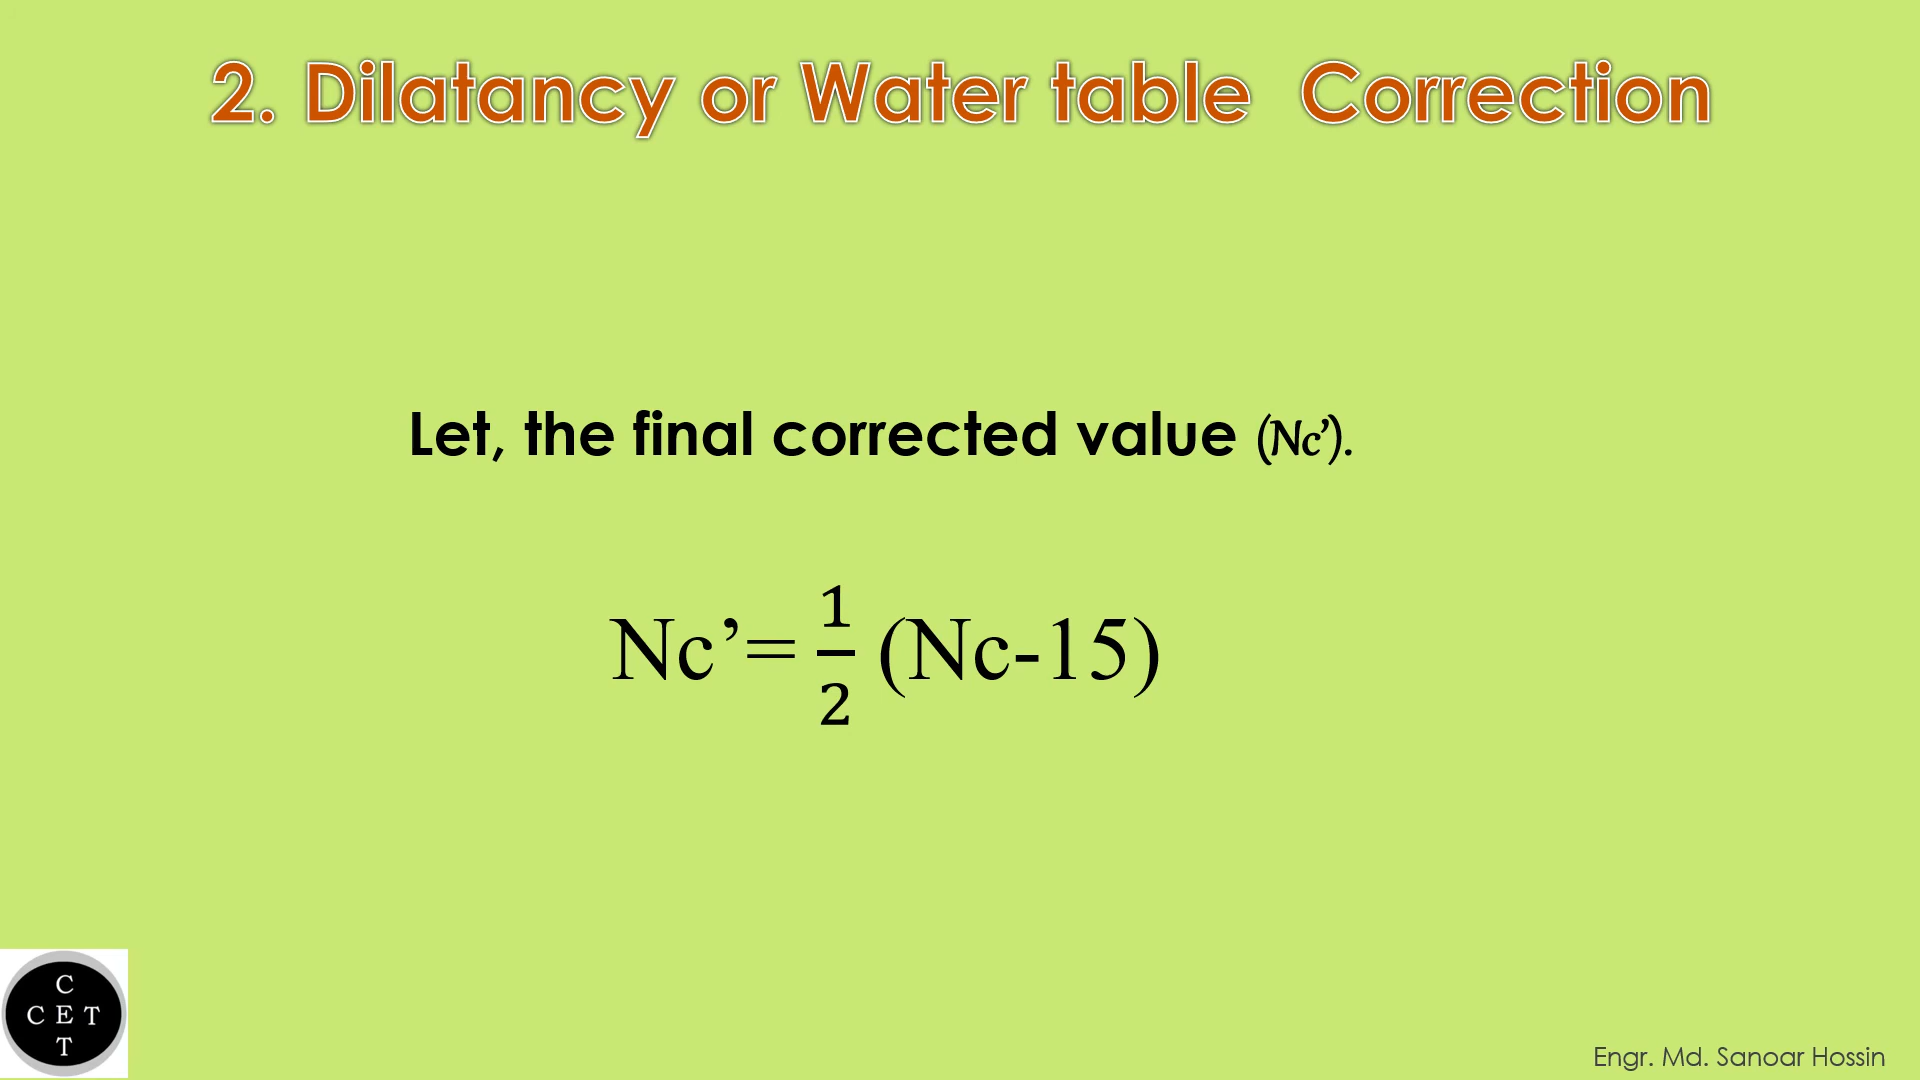 2. Dilatancy or Water table Correction
Let, the final corrected value (Nc’).
Nc’= 1/2 (Nc-15)
C
C E T
T
Engr. Md. Sanoar Hossin